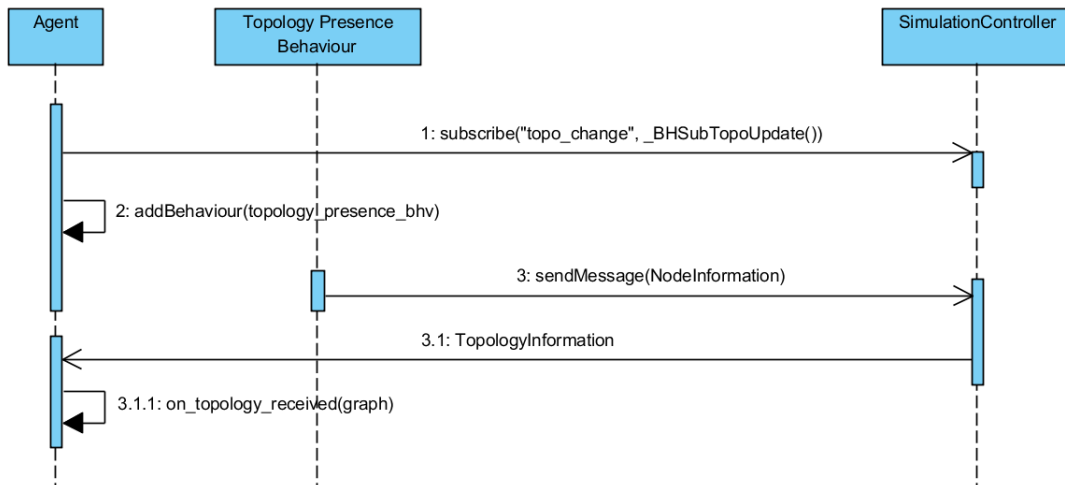 Agent
Topology Presence
Behaviour
SimulationController
1: subscribe("topo_change", _BHSubTopoUpdate())
2: addBehaviour(topology_presence_bhv)
3: sendMessage(NodeInformation)
3.1: TopologyInformation
3.1.1: on_topology_received(graph)